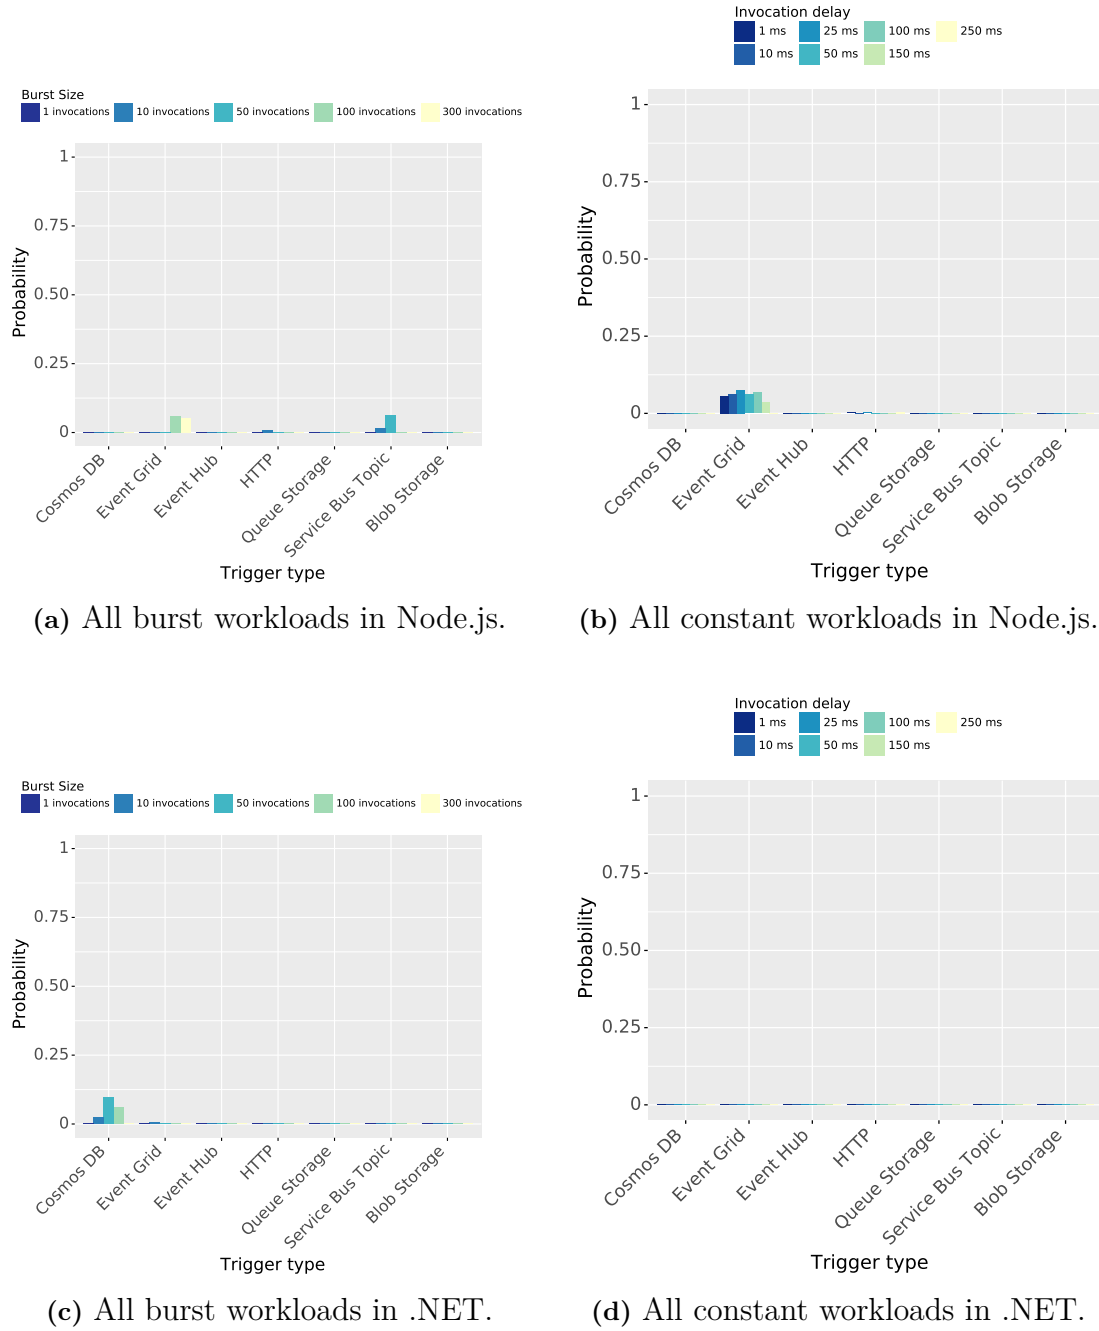 Burst Size
1 invocations 10 invocations 50 invocations 100 invocations 300 invocations
Probability
1
0.75
0.50
0.25
0
Cosmos DB
Event Grid
Event Hub
HTTP
Queue Storage
Service Bus Topic
Blob Storage
Trigger type
(a) All burst workloads in Node.js.
Invocation delay
1 ms 25 ms 100 ms 250 ms
10 ms 50 ms 150 ms
Probability
1
0.75
0.50
0.25
0
Cosmos DB
Event Grid
Event Hub
HTTP
Queue Storage
Service Bus Topic
Blob Storage
Trigger type
(b) All constant workloads in Node.js.
Burst Size
1 invocations 10 invocations 50 invocations 100 invocations 300 invocations
Probability
1
0.75
0.50
0.25
0
Cosmos DB
Event Grid
Event Hub
HTTP
Queue Storage
Service Bus Topic
Blob Storage
Trigger type
(c) All burst workloads in .NET.
Invocation delay
1 ms 25 ms 100 ms 250 ms
10 ms 50 ms 150 ms
Probability
1
0.75
0.50
0.25
0
Cosmos DB
Event Grid
Event Hub
HTTP
Queue Storage
Service Bus Topic
Blob Storage
Trigger type
(d) All constant workloads in .NET.